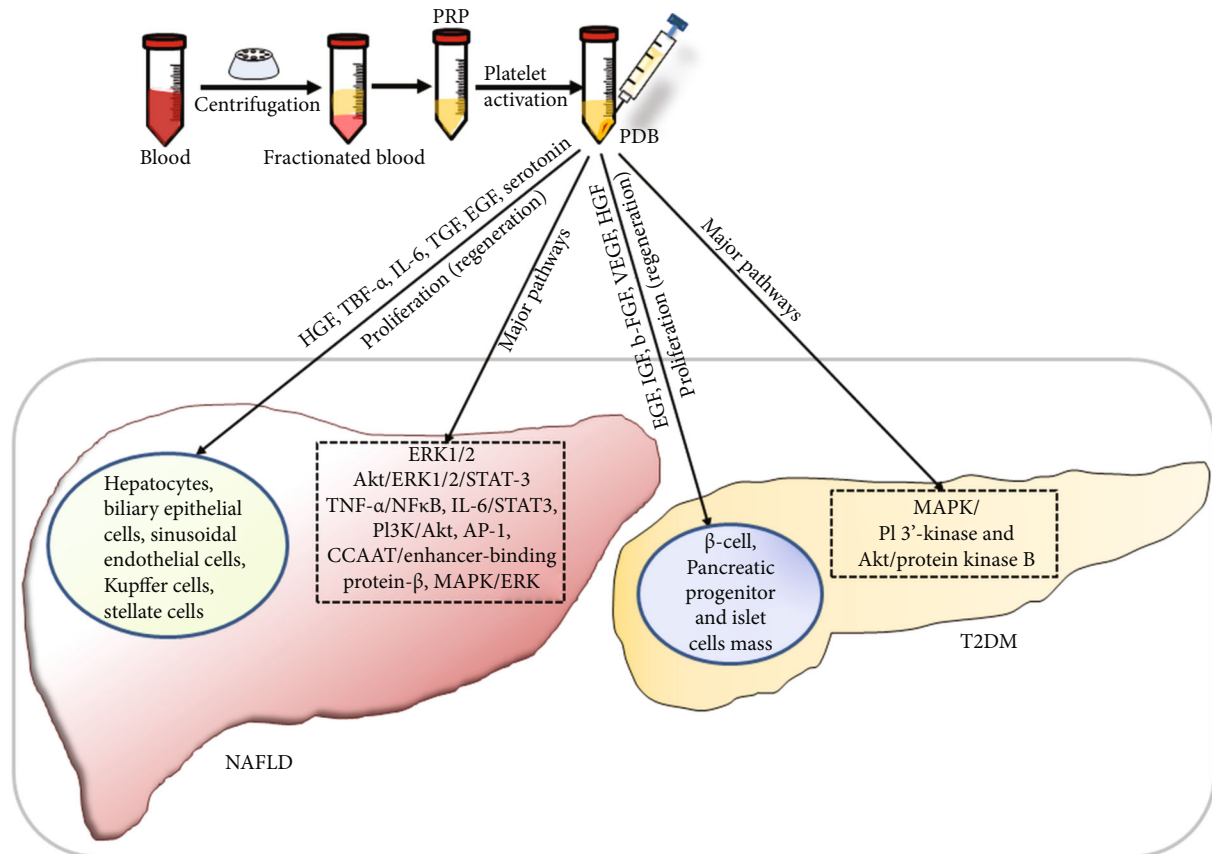 PRP
Centrifugation
Platelet
activation
Blood
Fractionated blood
PDB
HGF, TBF-α, IL-6, TGF, EGF, serotonin
Proliferation (regeneration)
Major pathways
EGF, IGF, b-FGF, VEGF, HGF
Proliferation (regeneration)
Major pathways
Hepatocytes,
biliary epithelial
cells, sinusoidal
endothelial cells,
Kupffer cells,
stellate cells
ERK1/2
Akt/ERK1/2/STAT-3
TNF-α/NFκB, IL-6/STAT3,
Pl3K/Akt, AP-1,
CCAAT/enhancer-binding
protein-β, MAPK/ERK
β-cell,
Pancreatic
progenitor
and islet
cells mass
MAPK/
Pl 3’-kinase and
Akt/protein kinase B
T2DM
NAFLD